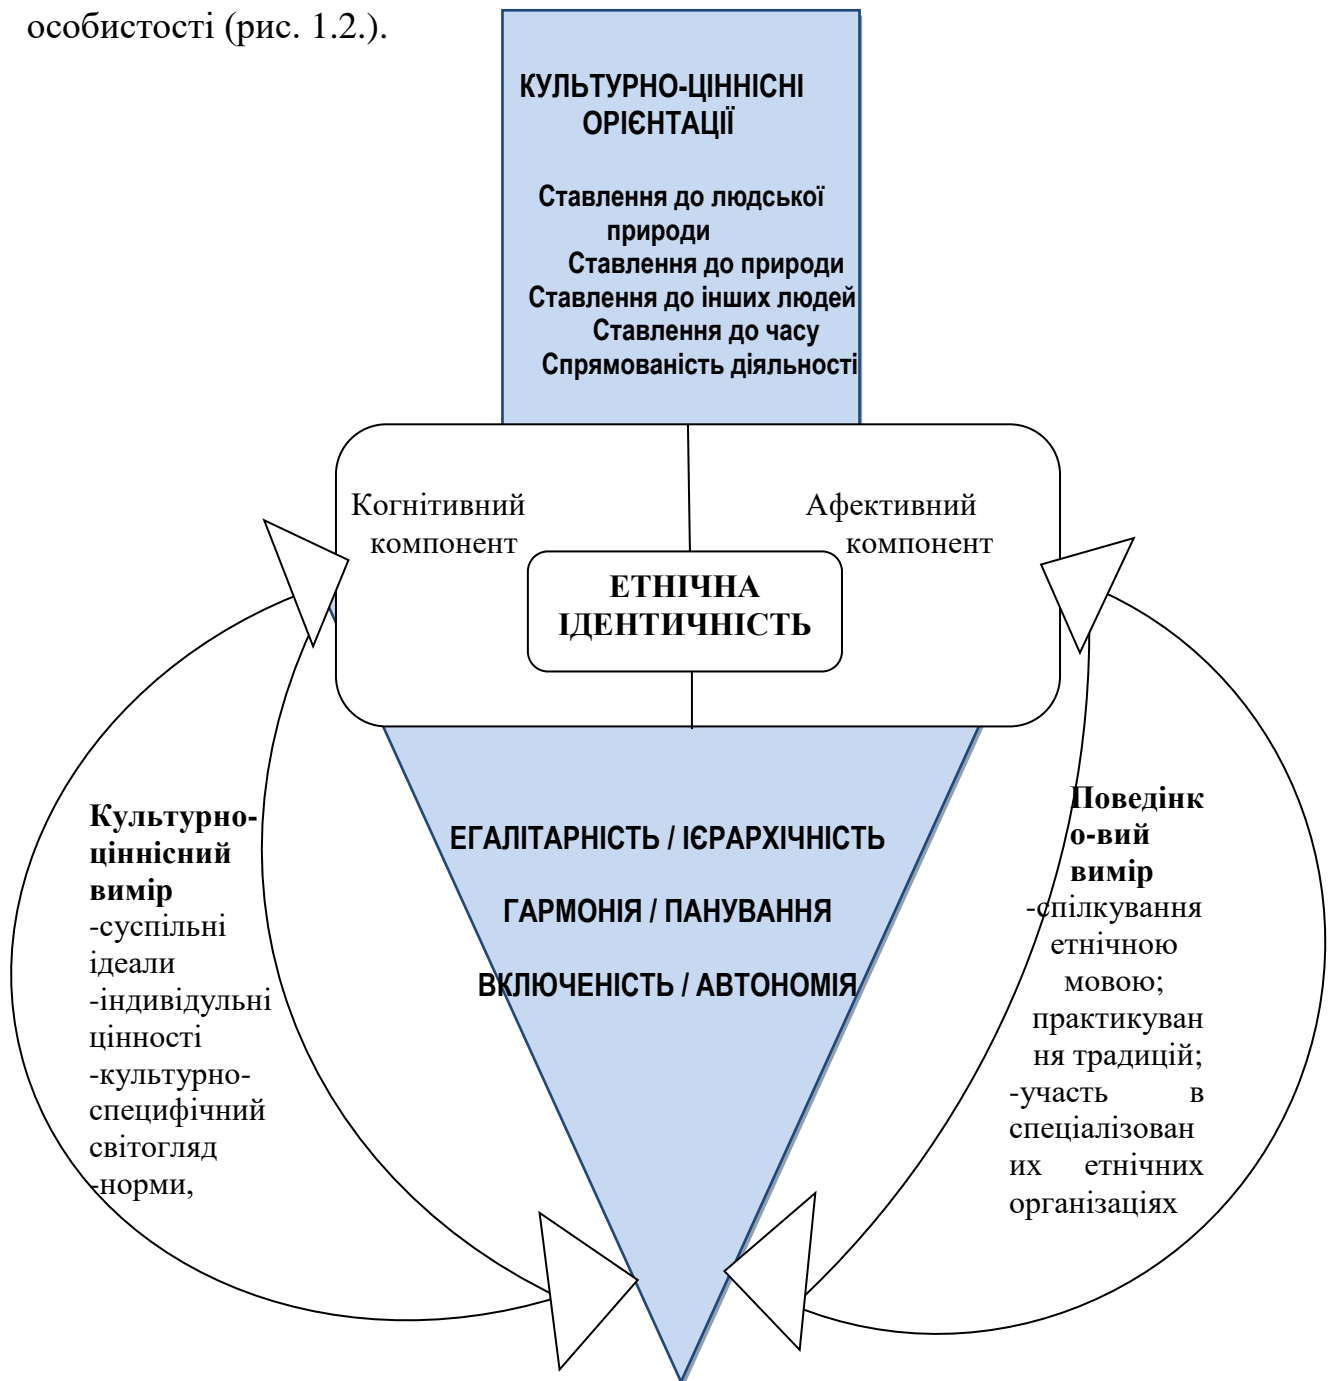 особистості (рис. 1.2.).
КУЛЬТУРНО-ЦІННІСНІ
ОРІЄНТАЦІЇ
Ставлення до людської
природи
Ставлення до природи
Ставлення до інших людей
Ставлення до часу
Спрямованість діяльності
Когнітивний
компонент
Афективний
компонент
ЕТНІЧНА
ІДЕНТИЧНІСТЬ
Культурно-
ціннісний
вимір
-суспільні
ідеали
-індивідульні
цінності
-культурно-
специфічний
світогляд
-норми,
ЕГАЛІТАРНІСТЬ / ІЄРАРХІЧНІСТЬ
ГАРМОНІЯ / ПАНУВАННЯ
ВКЛЮЧЕНІСТЬ / АВТОНОМІЯ
Поведінк
о-вий
вимір
-спілкування
етнічною
мовою;
практикуван
ня традицій;
-участь в
спеціалізован
их етнічних
організаціях